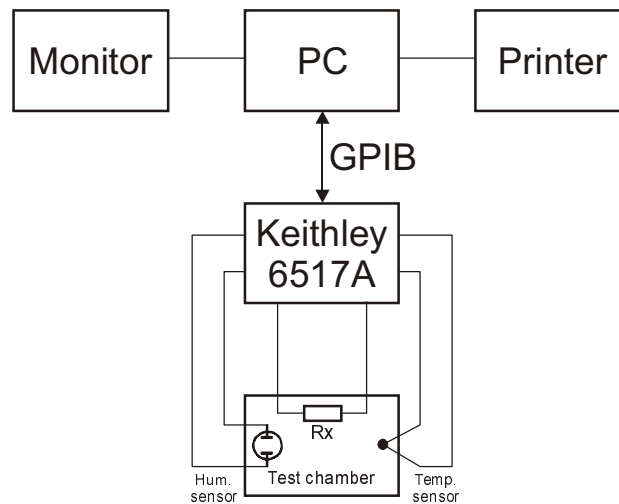 Monitor
PC
Printer
GPIB
Keithley
6517A
Rx
Test chamber
Hum.
sensor
Temp.
sensor